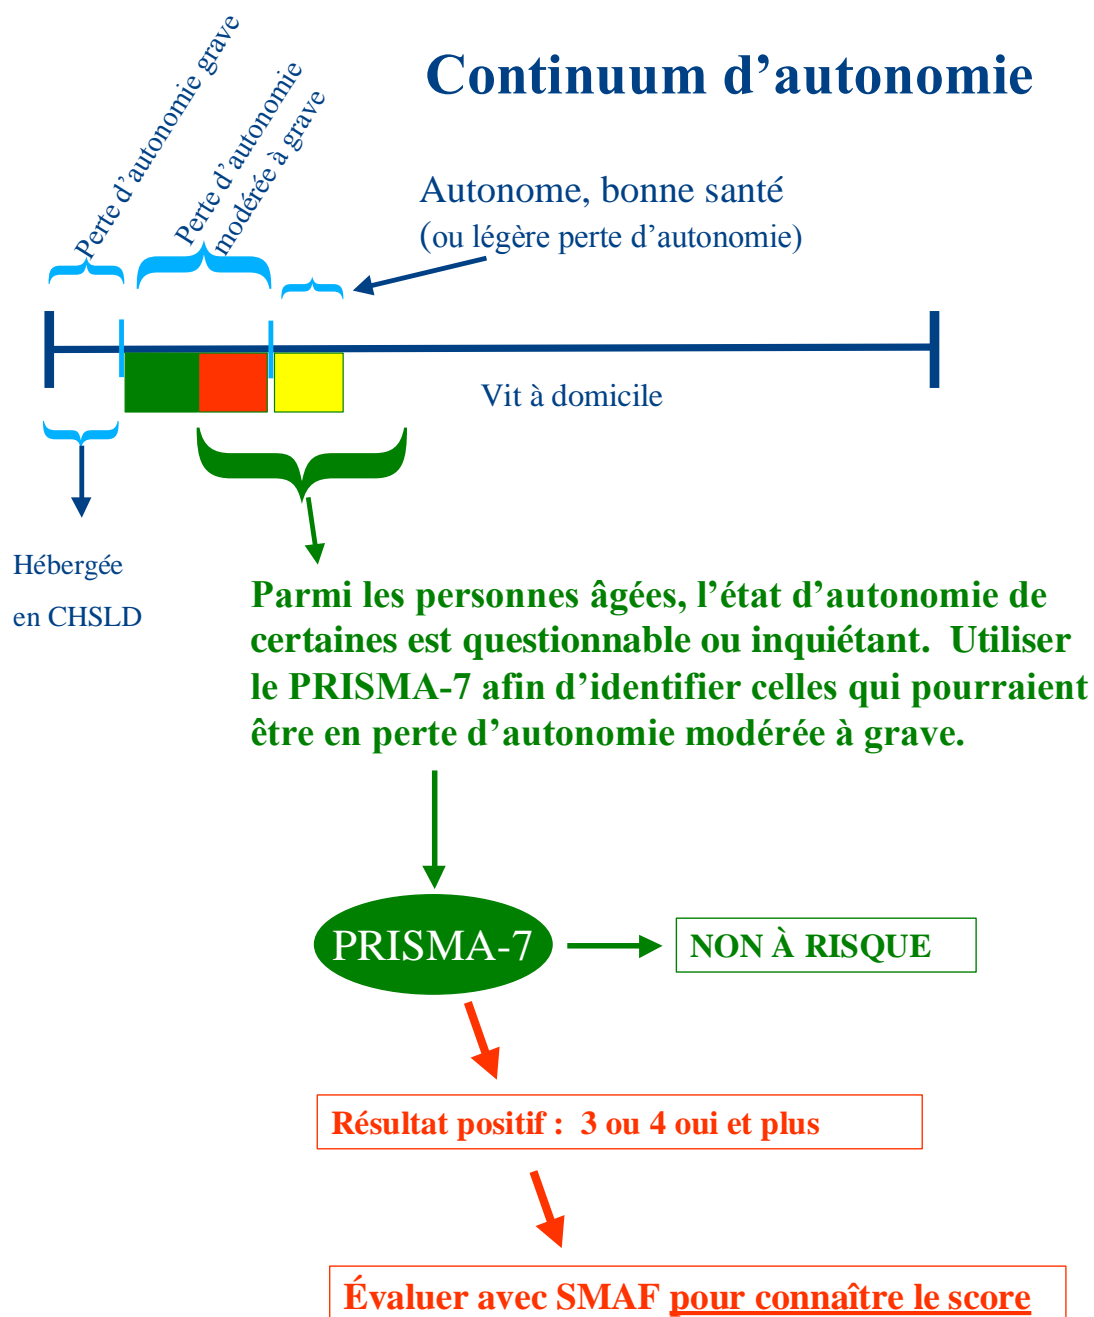 Continuum d’autonomie
Perte d’autonomie grave
Perte d’autonomie
modérée à grave
Autonome, bonne santé
(ou légère perte d’autonomie)
Vit à domicile
Hébergée
en CHSLD
Parmi les personnes âgées, l’état d’autonomie de
certaines est questionnable ou inquiétant.  Utiliser
le PRISMA-7 afin d’identifier celles qui pourraient
être en perte d’autonomie modérée à grave.
PRISMA-7
NON À RISQUE
Résultat positif :  3 ou 4 oui et plus
Évaluer avec SMAF pour connaître le score